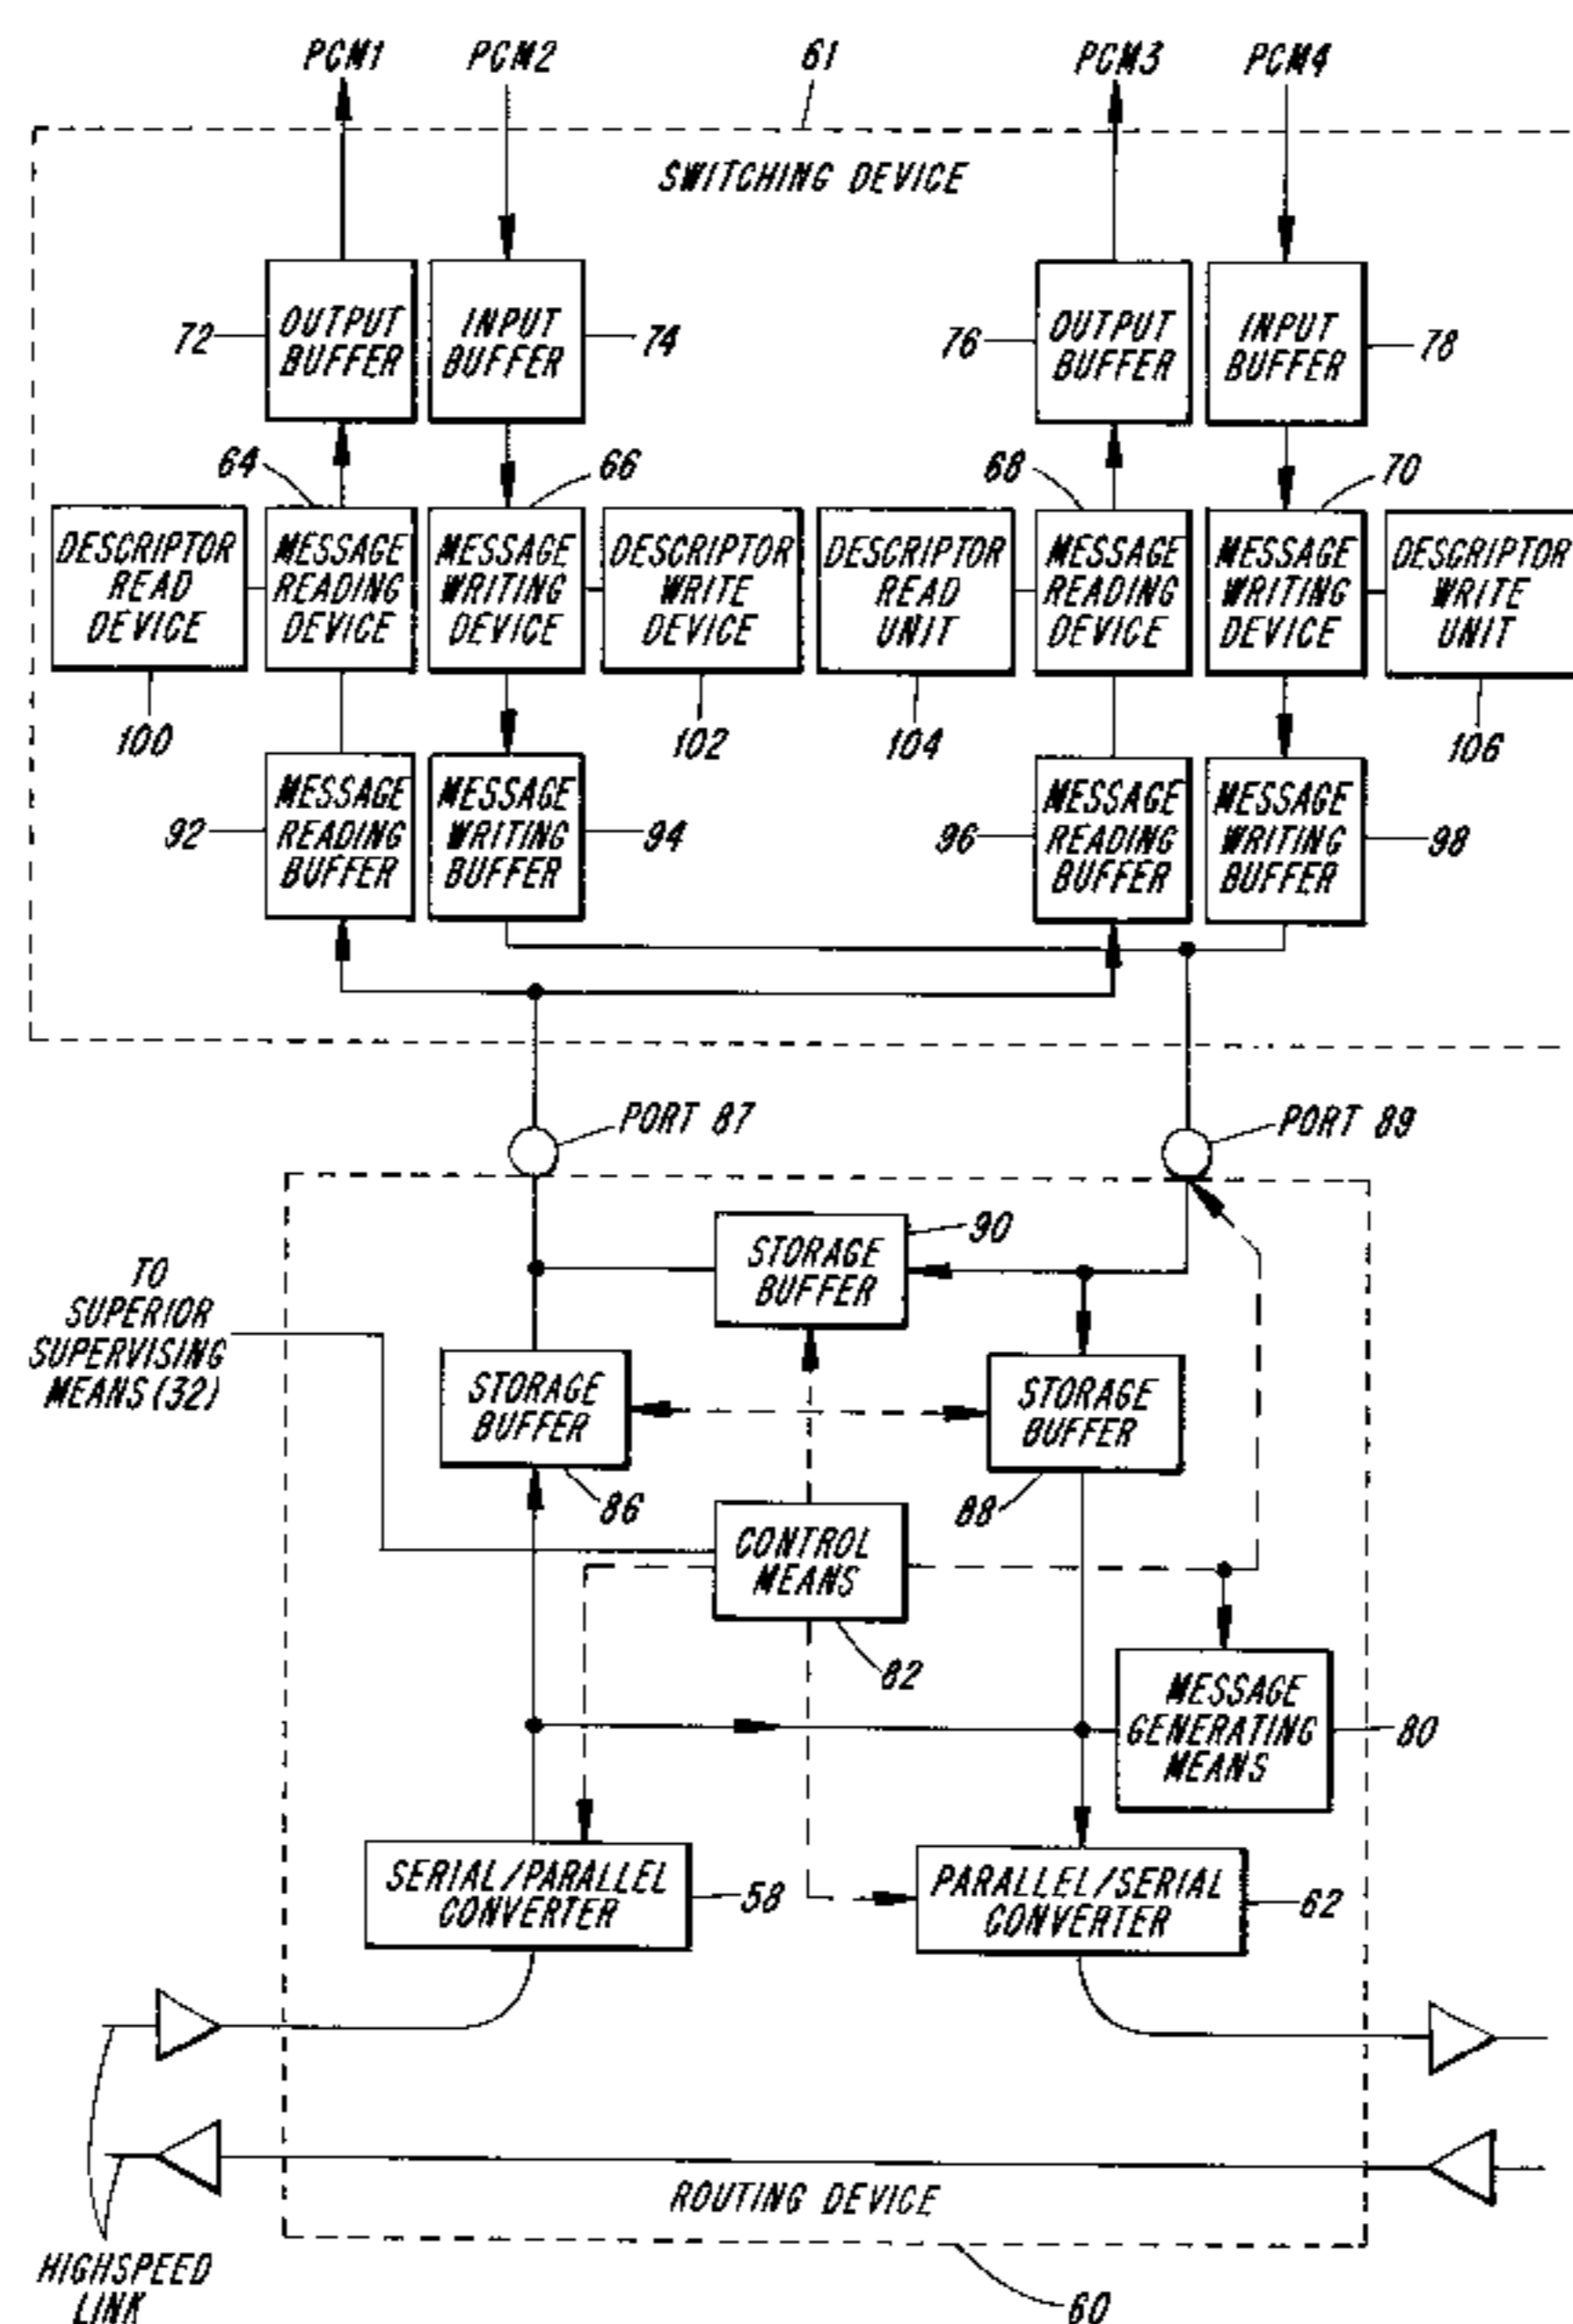 PCM1
PCM2
61
PCM3
PCM4
SWITCHING DEVICE
72
OUTPUT
BUFFER
INPUT
BUFFER
74
76
OUTPUT
BUFFER
INPUT
BUFFER
78
64
66
68
70
DESCRIPTOR
READ
DEVICE
MESSAGE
READING
DEVICE
MESSAGE
WRITING
DEVICE
DESCRIPTOR
WRITE
DEVICE
DESCRIPTOR
READ
UNIT
MESSAGE
READING
DEVICE
MESSAGE
WRITING
DEVICE
DESCRIPTOR
WRITE
UNIT
100
102
104
106
92
MESSAGE
READING
BUFFER
MESSAGE
WRITING
BUFFER
94
96
MESSAGE
READING
BUFFER
MESSAGE
WRITING
BUFFER
98
PORT 87
PORT 89
TO
SUPERIOR
SUPERVISING
MEANS (32)
STORAGE
BUFFER
90
STORAGE
BUFFER
86
STORAGE
BUFFER
88
CONTROL
MEANS
82
MESSAGE
GENERATING
MEANS
80
SERIAL/PARALLEL
CONVERTER
58
PARALLEL/SERIAL
CONVERTER
62
ROUTING DEVICE
HIGHSPEED
LINK
60